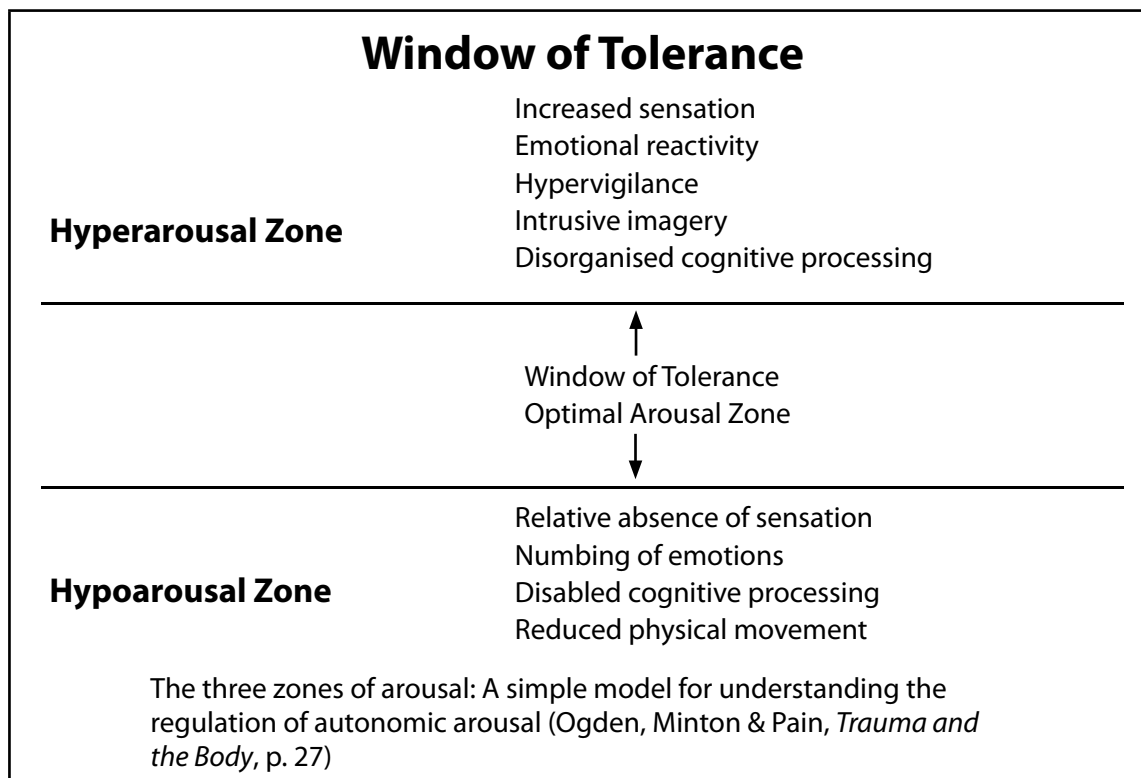 Window of Tolerance
Increased sensation
Emotional reactivity
Hypervigilance
Hyperarousal Zone
Intrusive imagery
Disorganised cognitive processing
Window of Tolerance
Optimal Arousal Zone
Relative absence of sensation
Numbing of emotions
Hypoarousal Zone
Disabled cognitive processing
Reduced physical movement
The three zones of arousal: A simple model for understanding the
regulation of autonomic arousal (Ogden, Minton & Pain, Trauma and
the Body, p. 27)